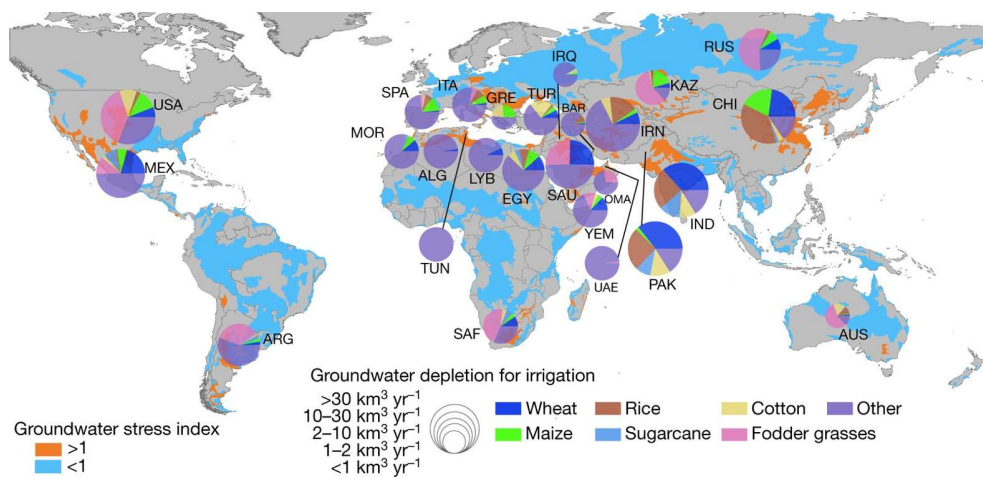 IRQ
RUS
KAZ
CHI
ITA
SPA
GRE
TUR
BAR
USA
IRN
MOR
ALG
LYB
EGY
SAU
MEX
OMA
IND
YEM
TUN
UAE
PAK
SAF
AUS
ARG
Groundwater depletion for irrigation
>30 km³ yr⁻¹
10–30 km³ yr⁻¹
2–10 km³ yr⁻¹
1–2 km³ yr⁻¹
<1 km³ yr⁻¹
Wheat
Rice
Cotton
Other
Maize
Sugarcane
Fodder grasses
Groundwater stress index
>1
<1